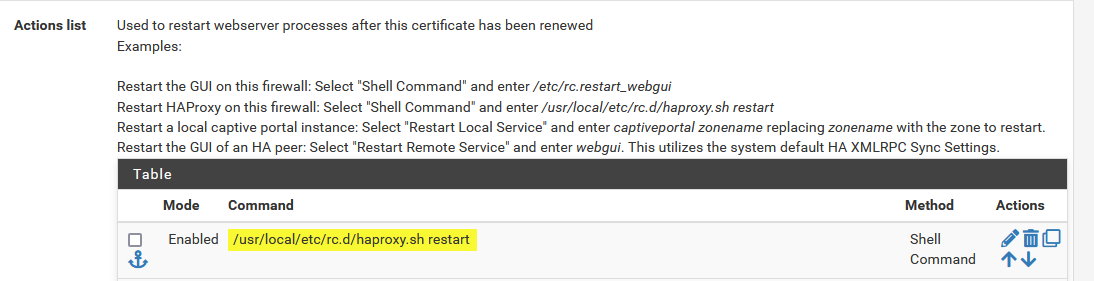 Actions list
Used to restart webserver processes after this certificate has been renewed
Examples:
Restart the GUI on this firewall: Select "Shell Command" and enter /etc/rc.restart_webgui
Restart HAProxy on this firewall: Select "Shell Command" and enter /usr/local/etc/rc.d/haproxy.sh restart
Restart a local captive portal instance: Select "Restart Local Service" and enter captiveportal zonename replacing zonename with the zone to restart.
Restart the GUI of an HA peer: Select "Restart Remote Service" and enter webgui. This utilizes the system default HA XMLRPC Sync Settings.
Table
Mode Command Method Actions
Enabled /usr/local/etc/rc.d/haproxy.sh restart Shell
Command